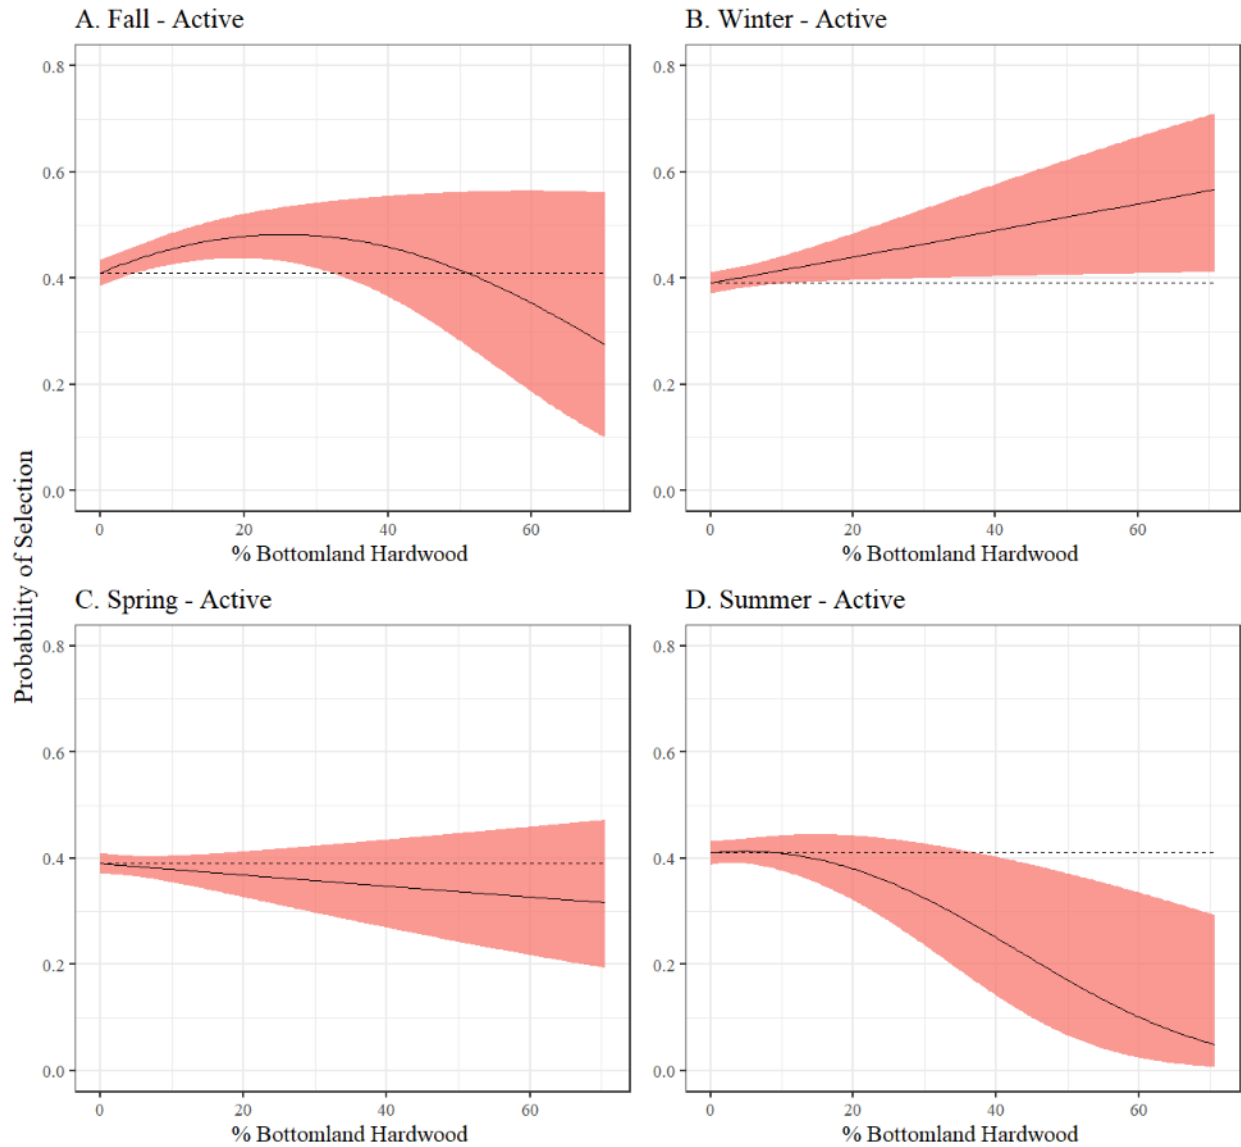 A. Fall - Active
0.8
0.6
0.4
0.2
0.0
0 20 40 60
% Bottomland Hardwood
B. Winter - Active
0.8
0.6
0.4
0.2
0.0
0 20 40 60
% Bottomland Hardwood
Probability of Selection
C. Spring - Active
0.8
0.6
0.4
0.2
0.0
0 20 40 60
% Bottomland Hardwood
D. Summer - Active
0.8
0.6
0.4
0.2
0.0
0 20 40 60
% Bottomland Hardwood